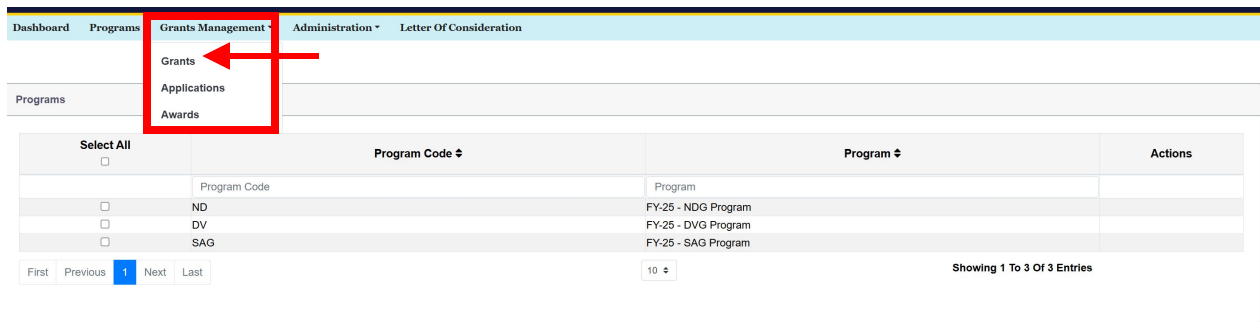 Dashboard Programs Grants Management Administration Letter Of Consideration
Grants
Applications
Awards
Programs
Select All Program Code Program Actions
Program Code Program
ND FY-25 - NDG Program
DV FY-25 - DVG Program
SAG FY-25 - SAG Program
First Previous 1 Next Last 10 Showing 1 To 3 Of 3 Entries